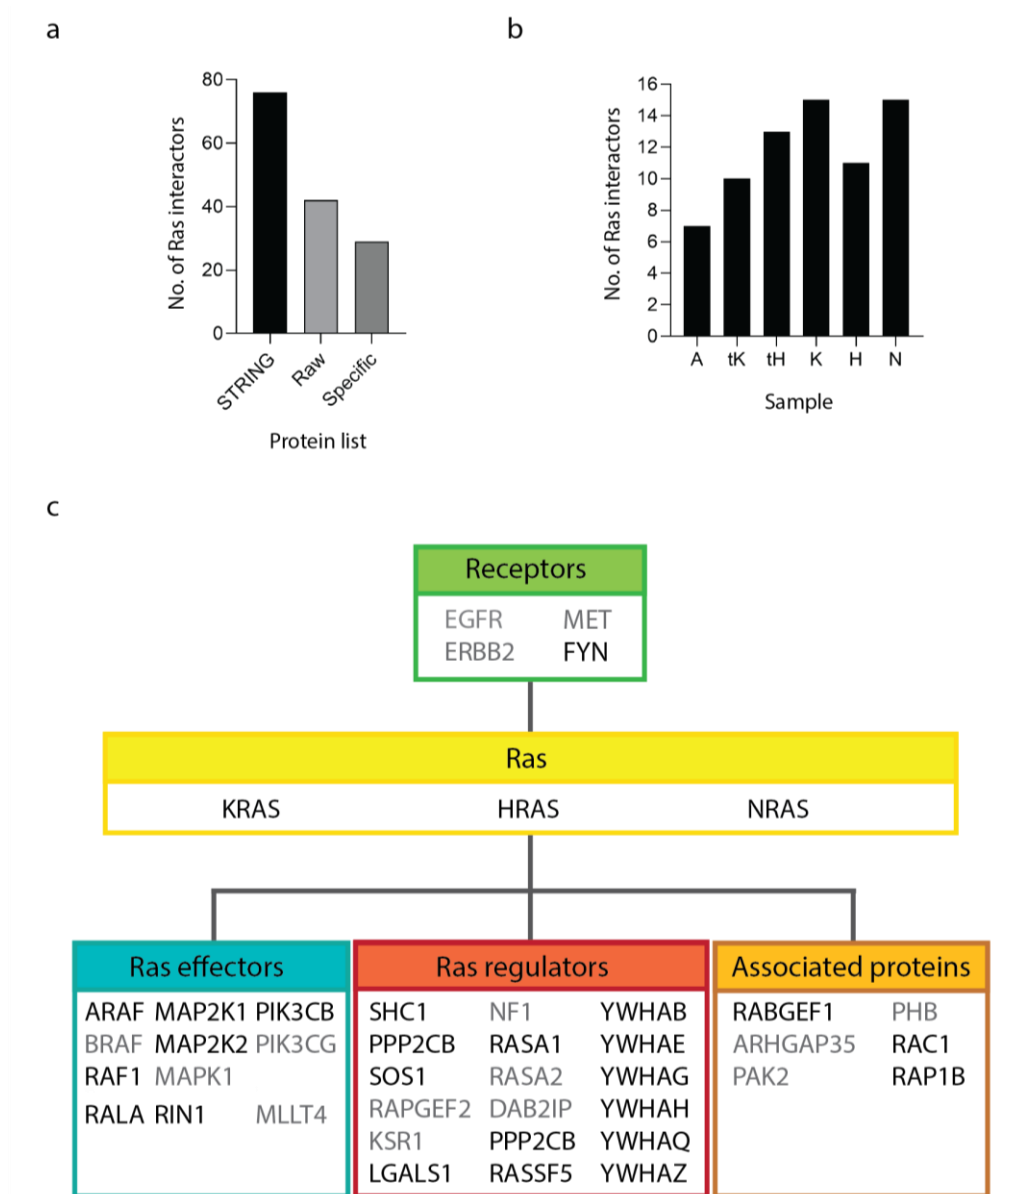 a
No. of Ras interactors
80
60
40
20
0
STRING
Raw
Specific
Protein list
b
No. of Ras interactors
16
14
12
10
8
6
4
2
0
A tK tH K H N
Sample
c
Receptors
EGFR MET
ERBB2 FYN
Ras
KRAS HRAS NRAS
Ras effectors
ARAF MAP2K1 PIK3CB
BRAF MAP2K2 PIK3CG
RAF1 MAPK1
RALA RIN1 MLLT4
Ras regulators
SHC1 NF1 YWHAB
PPP2CB RASA1 YWHAE
SOS1 RASA2 YWHAG
RAPGEF2 DAB2IP YWHAH
KSR1 PPP2CB YWHAQ
LGALS1 RASSF5 YWHAZ
Associated proteins
RABGEF1 PHB
ARHGAP35 RAC1
PAK2 RAP1B